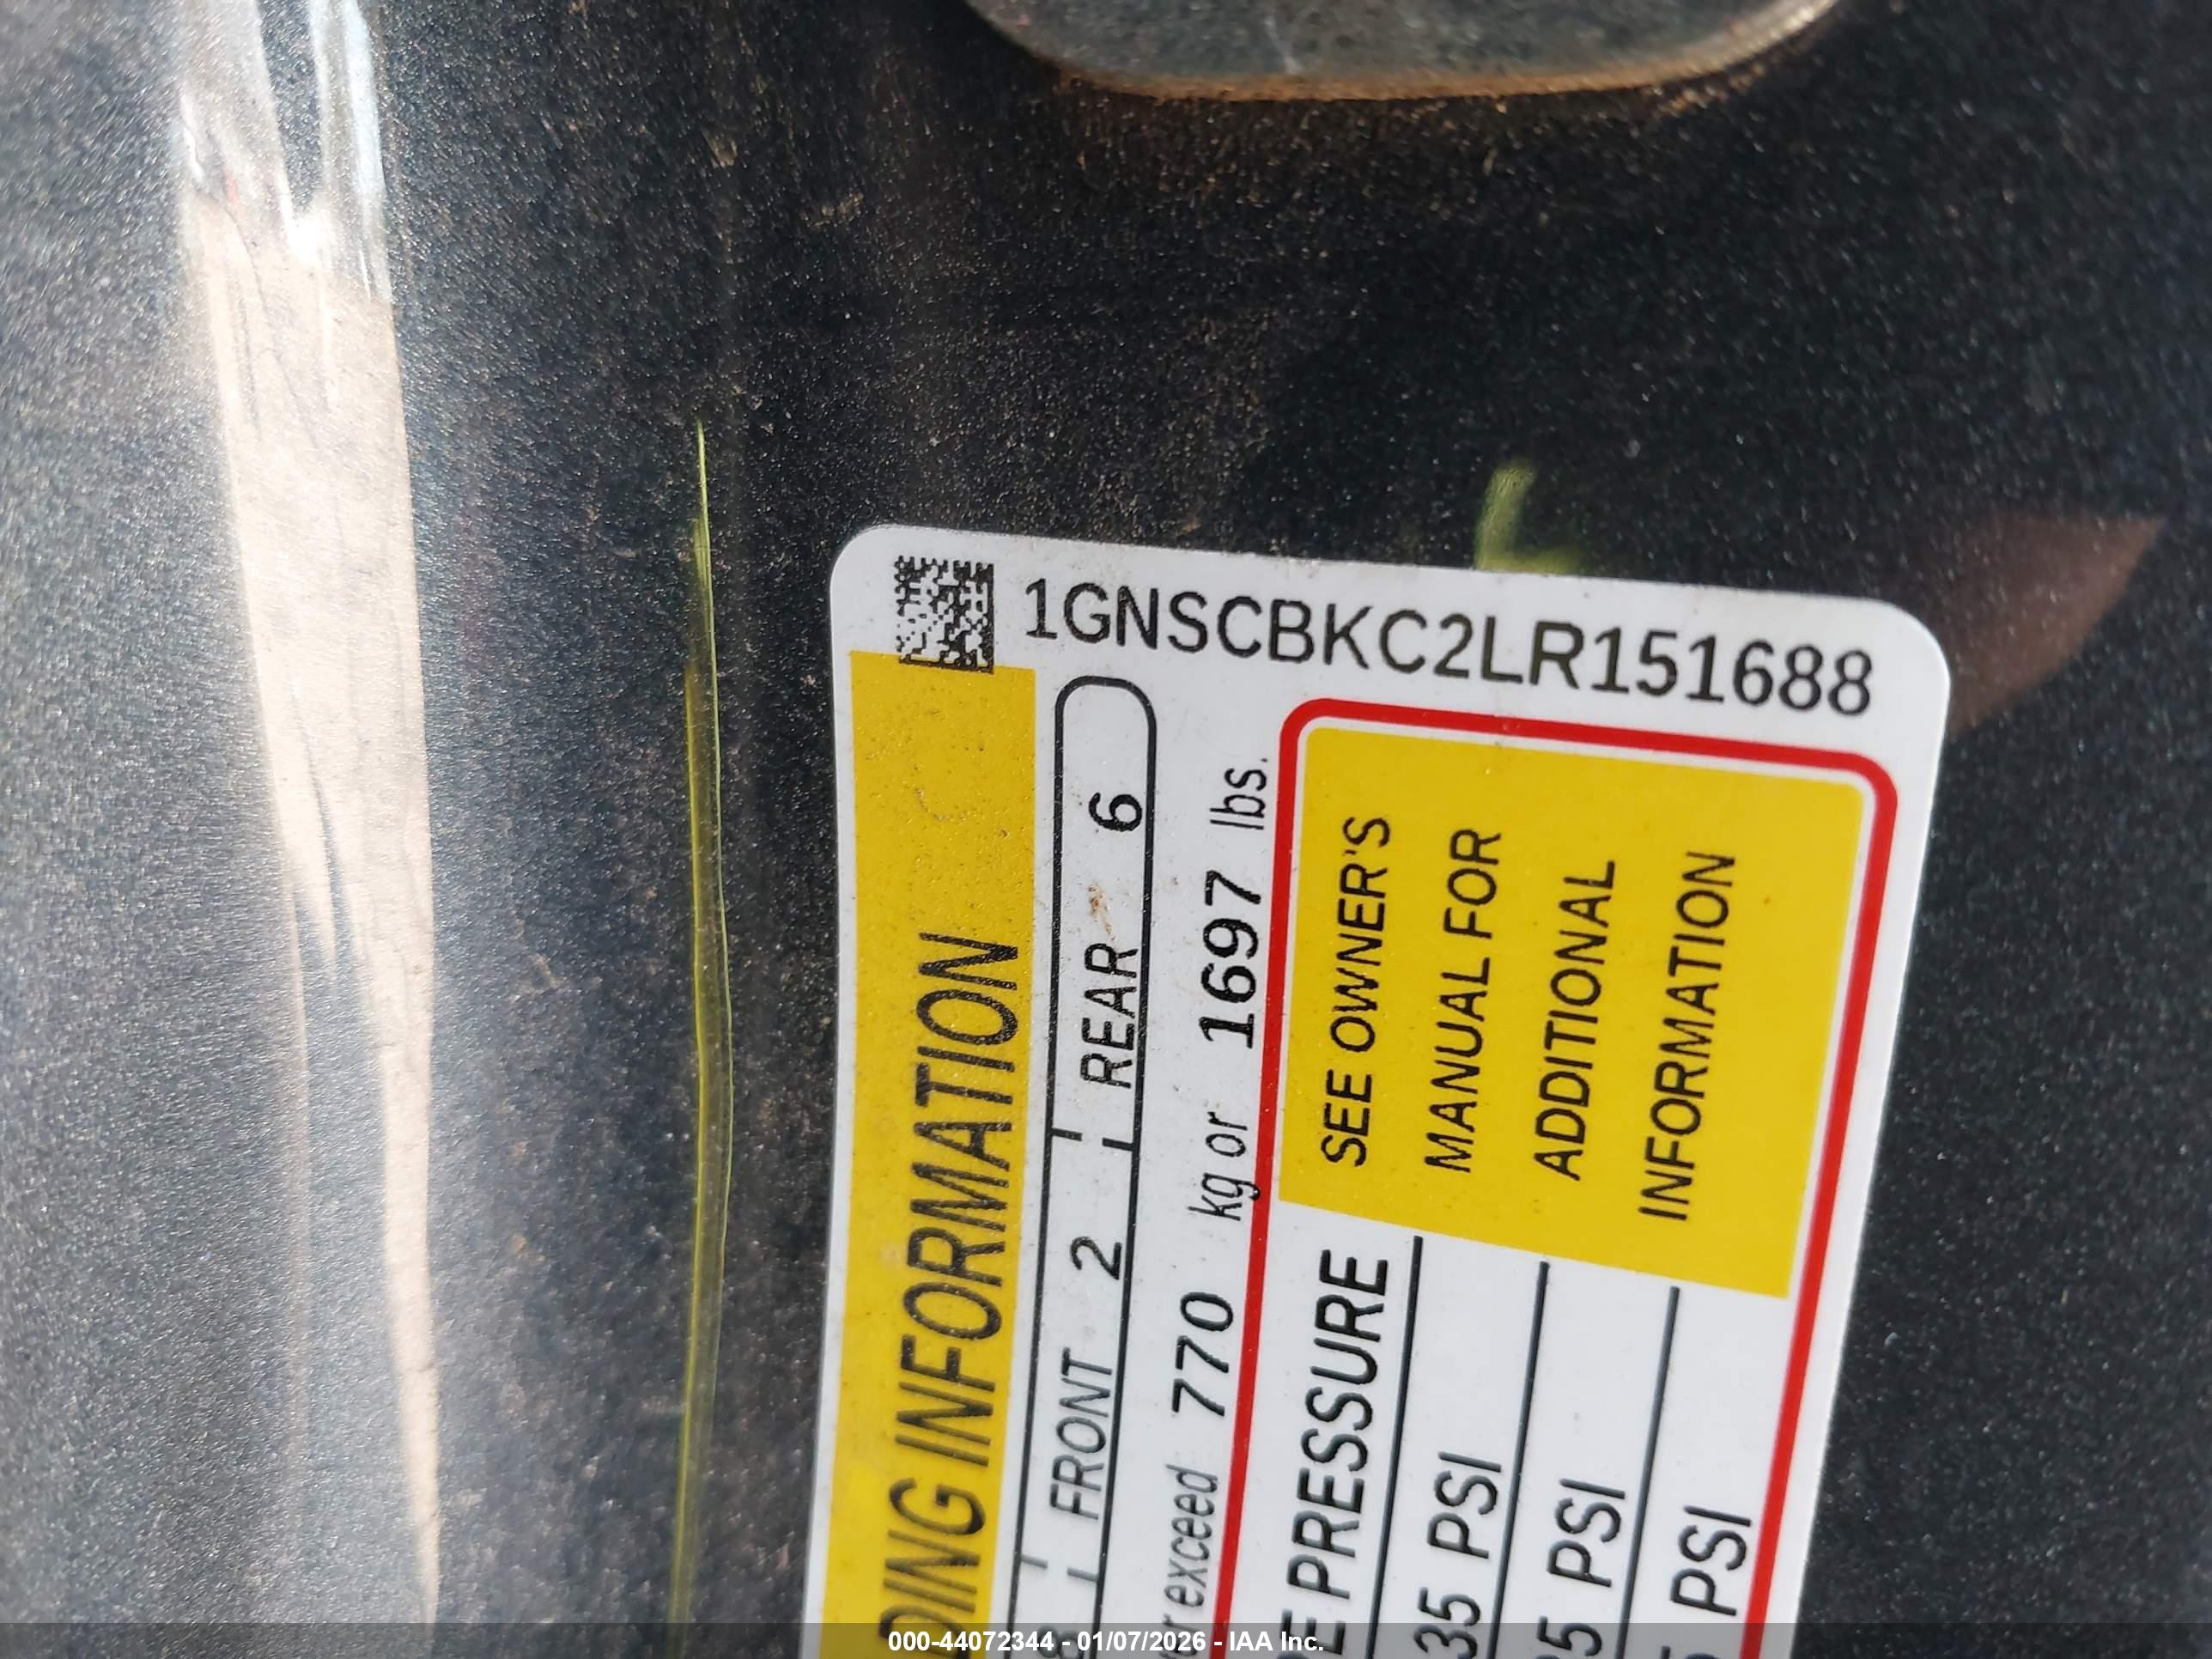 1GNSCBKC2LR151688
DING INFORMATION
FRONT 2 REAR 6
exceed 770 kg or 1697 lbs.
PRESSURE
35 PSI
PSI
PSI
SEE OWNER'S
MANUAL FOR
ADDITIONAL
INFORMATION
000-44072344 - 01/07/2026 - IAA Inc.